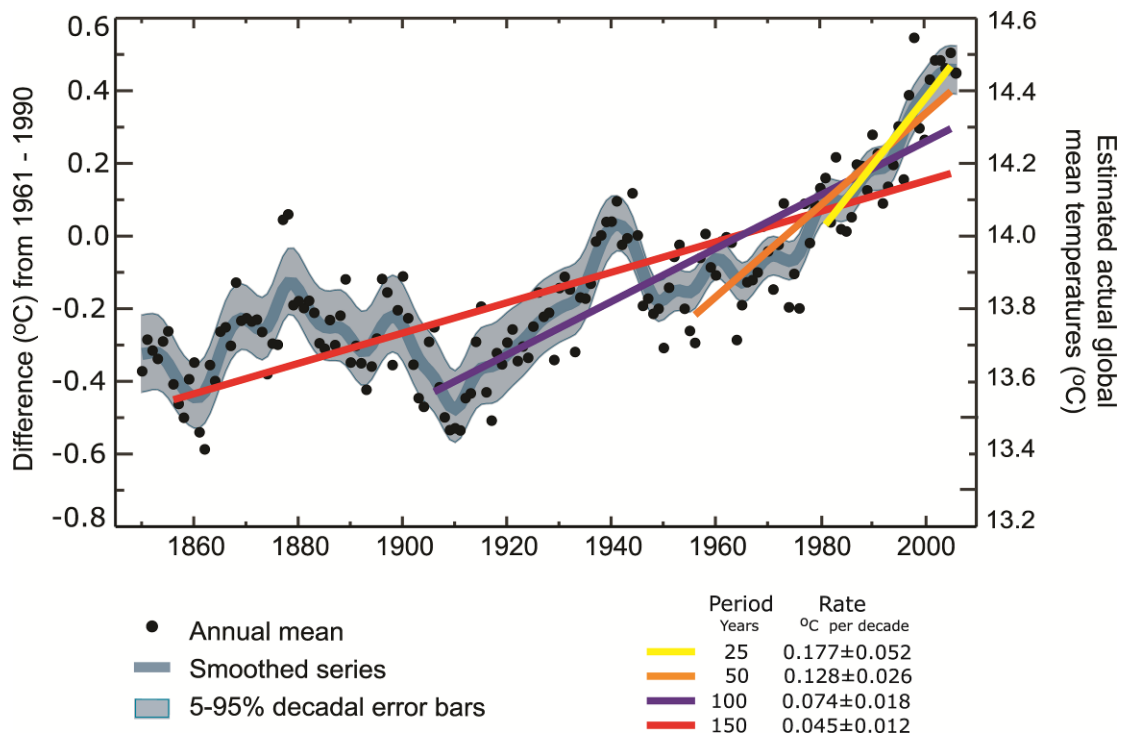 Difference (ºC) from 1961 - 1990
0.6
0.4
0.2
0.0
-0.2
-0.4
-0.6
-0.8
14.6
14.4
14.2
14.0
13.8
13.6
13.4
13.2
Estimated actual global
mean temperatures (ºC)
1860 1880 1900 1920 1940 1960 1980 2000
Annual mean
Smoothed series
5-95% decadal error bars
Period Rate
Years ºC per decade
25 0.177±0.052
50 0.128±0.026
100 0.074±0.018
150 0.045±0.012